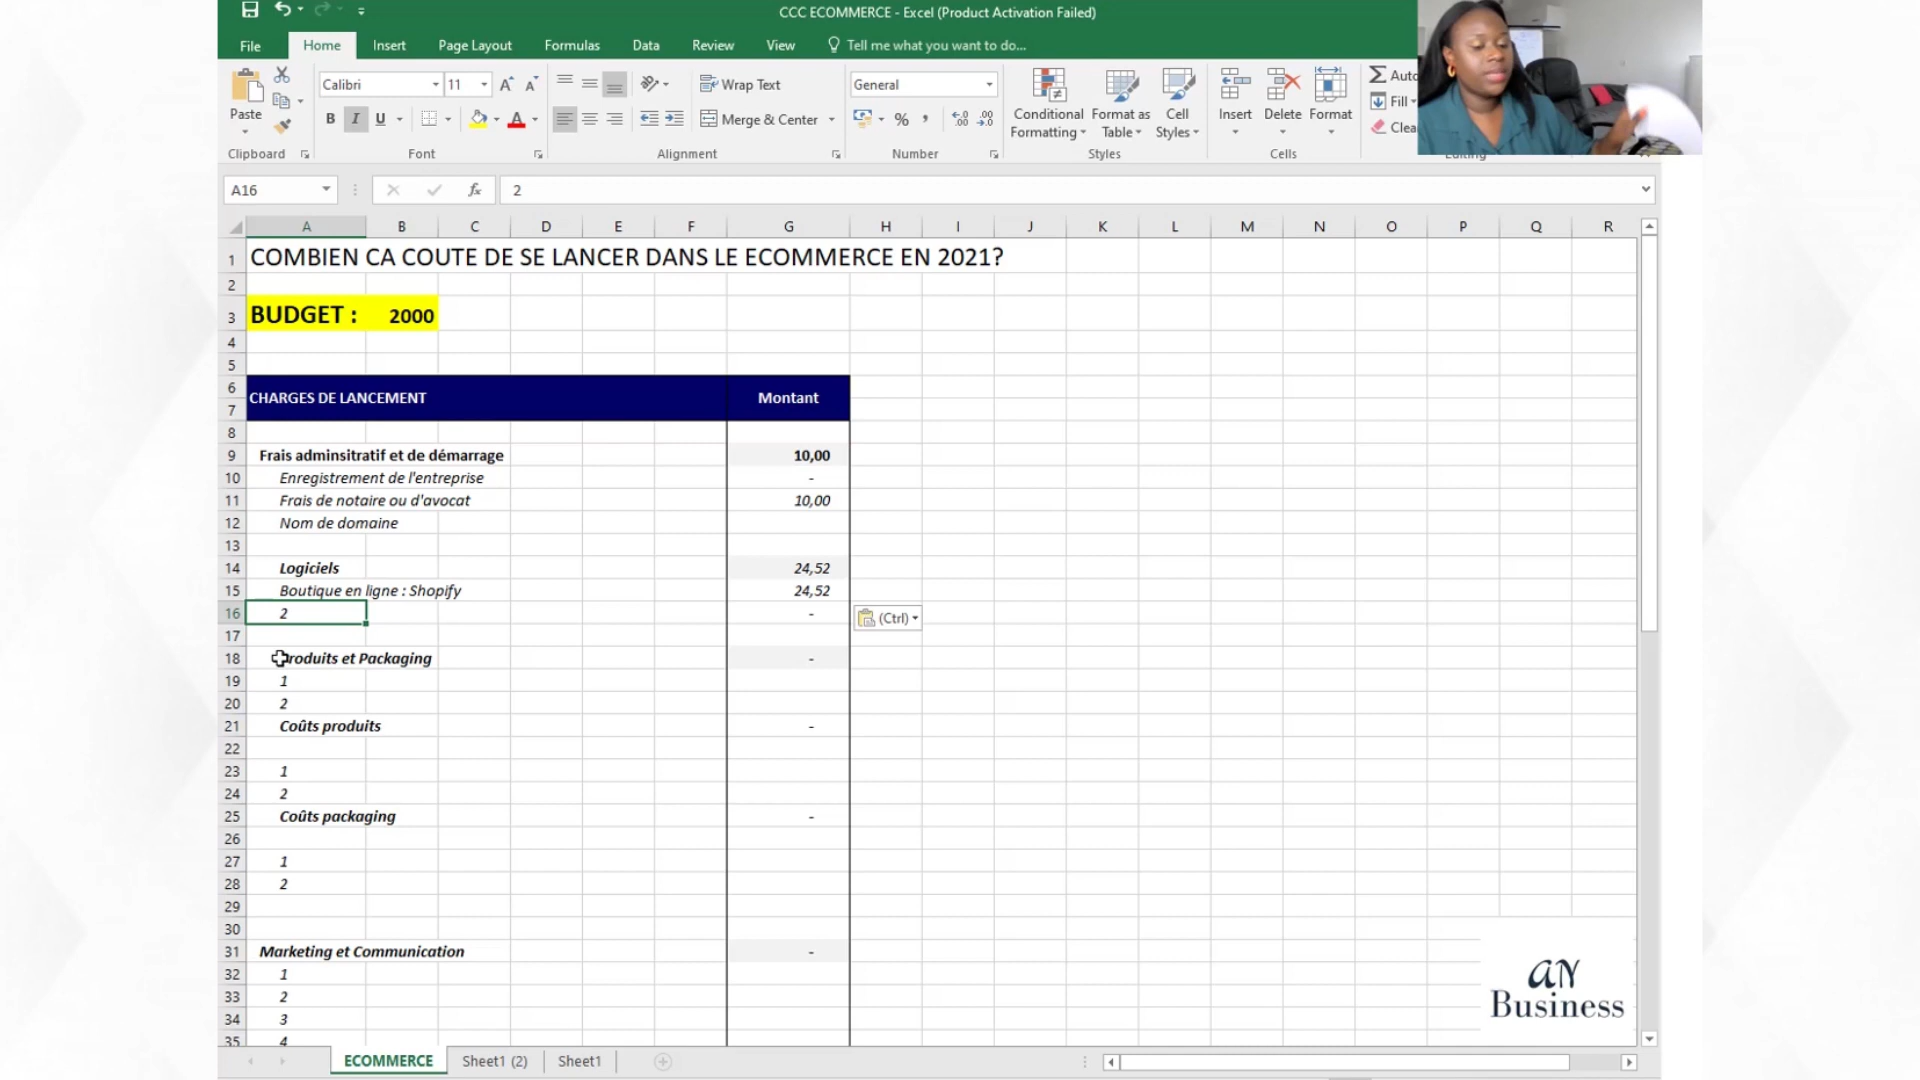 CCC ECOMMERCE - Excel (Product Activation Failed)
File Home Insert Page Layout Formulas Data Review View Tell me what you want to do...
Calibri 11 Wrap Text General Auto
Paste B I U A Merge & Center % , Conditional Formatting Format as Table Cell Styles Insert Delete Format Fill Clea
Clipboard Font Alignment Number Styles Cells Editing
A16 fx 2
A B C D E F G H I J K L M N O P Q R
1 COMBIEN CA COUTE DE SE LANCER DANS LE ECOMMERCE EN 2021?
2
3 BUDGET : 2000
4
5
6 CHARGES DE LANCEMENT Montant
7
8
9 Frais adminsitratif et de démarrage 10,00
10 Enregistrement de l'entreprise -
11 Frais de notaire ou d'avocat 10,00
12 Nom de domaine
13
14 Logiciels 24,52
15 Boutique en ligne : Shopify 24,52
16 2 - (Ctrl)
17
18 roduits et Packaging -
19 1
20 2
21 Coûts produits -
22
23 1
24 2
25 Coûts packaging -
26
27 1
28 2
29
30
31 Marketing et Communication -
32 1
33 2
34 3
35 4
AN
Business
ECOMMERCE Sheet1 (2) Sheet1